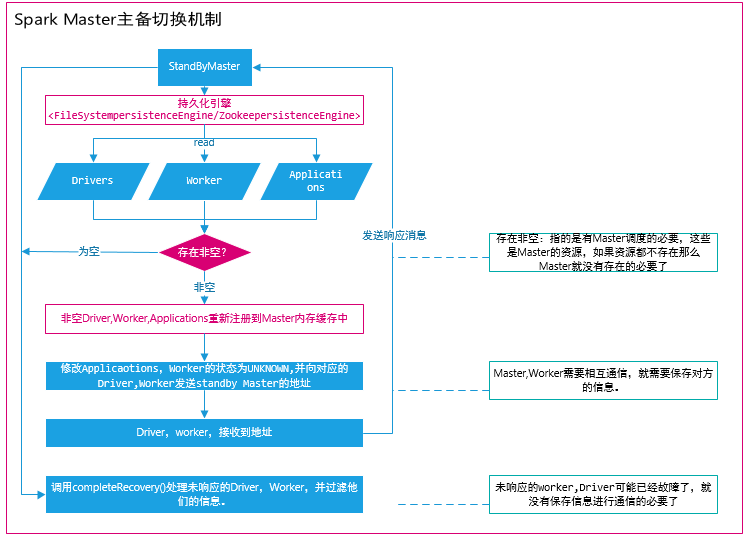 Spark Master主备切换机制
StandByMaster
持久化引擎
<FileSystempersistenceEngine/ZookeepersistenceEngine>
read
Drivers
Worker
Applicati
ons
发送响应消息
存在非空?
为空
非空
存在非空：指的是有Master调度的必要，这些
是Master的资源，如果资源都不存在那么
Master就没有存在的必要了
非空Driver,Worker,Applications重新注册到Master内存缓存中
修改Applicaotions，Worker的状态为UNKNOWN,并向对应的
Driver,Worker发送standby Master的地址
Master,Worker需要相互通信，就需要保存对方
的信息。
Driver，worker，接收到地址
调用completeRecovery()处理未响应的Driver，Worker，并过滤他
们的信息。
未响应的worker,Driver可能已经故障了，就
没有保存信息进行通信的必要了